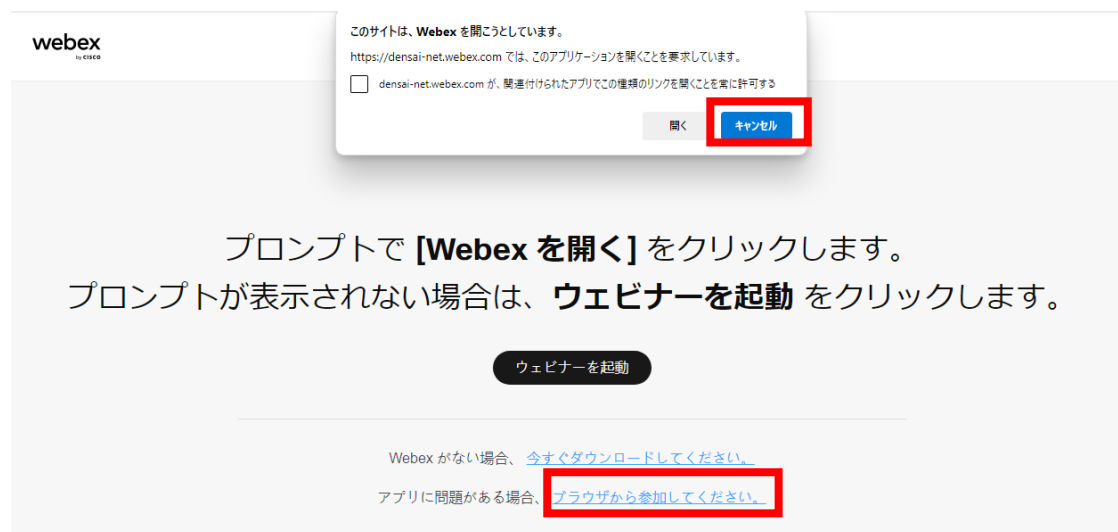 このサイトは、Webex を開こうとしています。
https://densai-net.webex.com では、このアプリケーションを開くことを要求しています。
densai-net.webex.com が、関連付けられたアプリでこの種類のリンクを開くことを常に許可する
開く
キャンセル
webex
by CISCO
プロンプトで [Webex を開く] をクリックします。
プロンプトが表示されない場合は、ウェビナーを起動 をクリックします。
ウェビナーを起動
Webex がない場合、 今すぐダウンロードしてください。
アプリに問題がある場合、 ブラウザから参加してください。